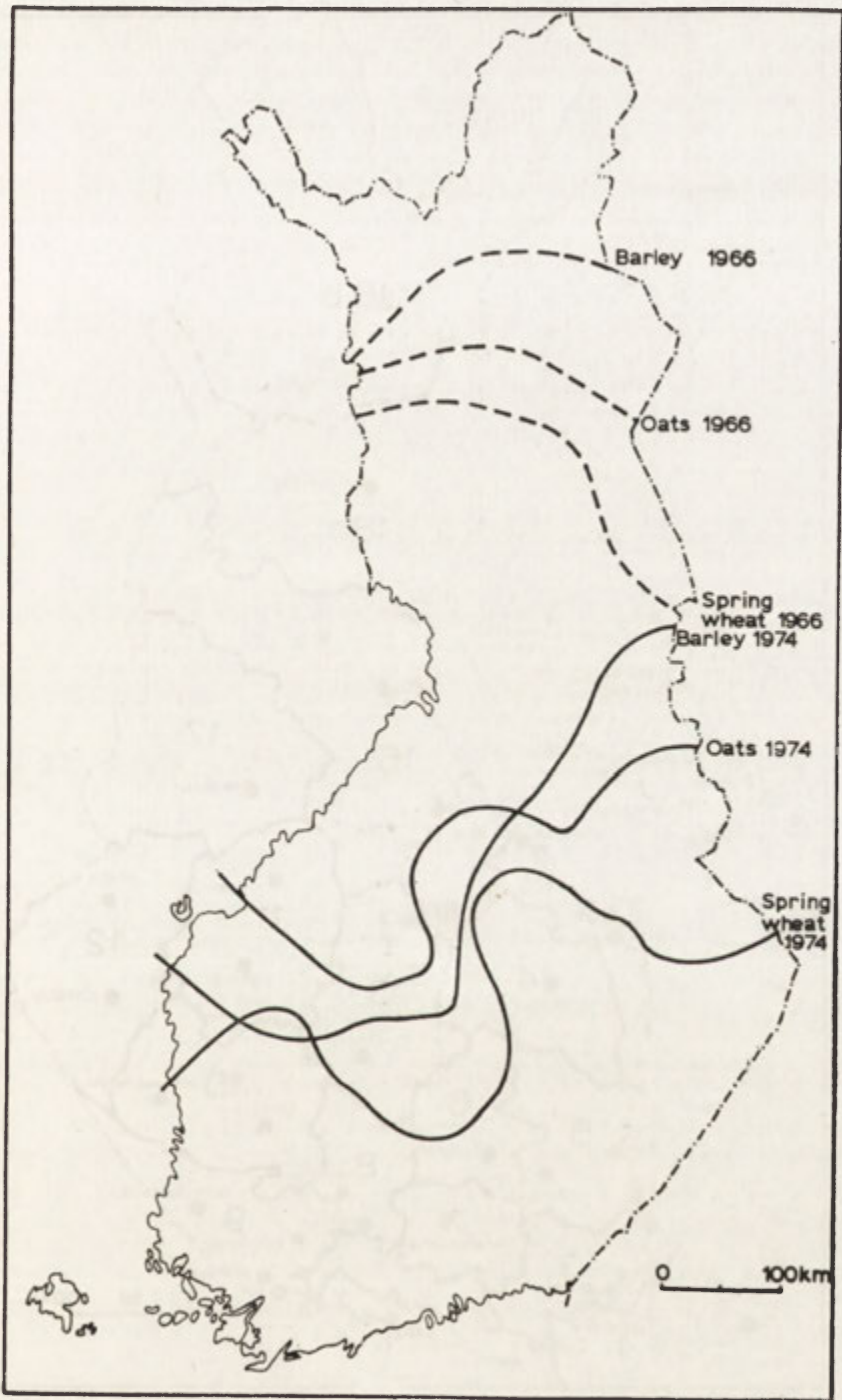 Barley 1966
Oats 1966
Spring
wheat 1966
Barley 1974
Oats 1974
Spring
wheat
1974
0 100km